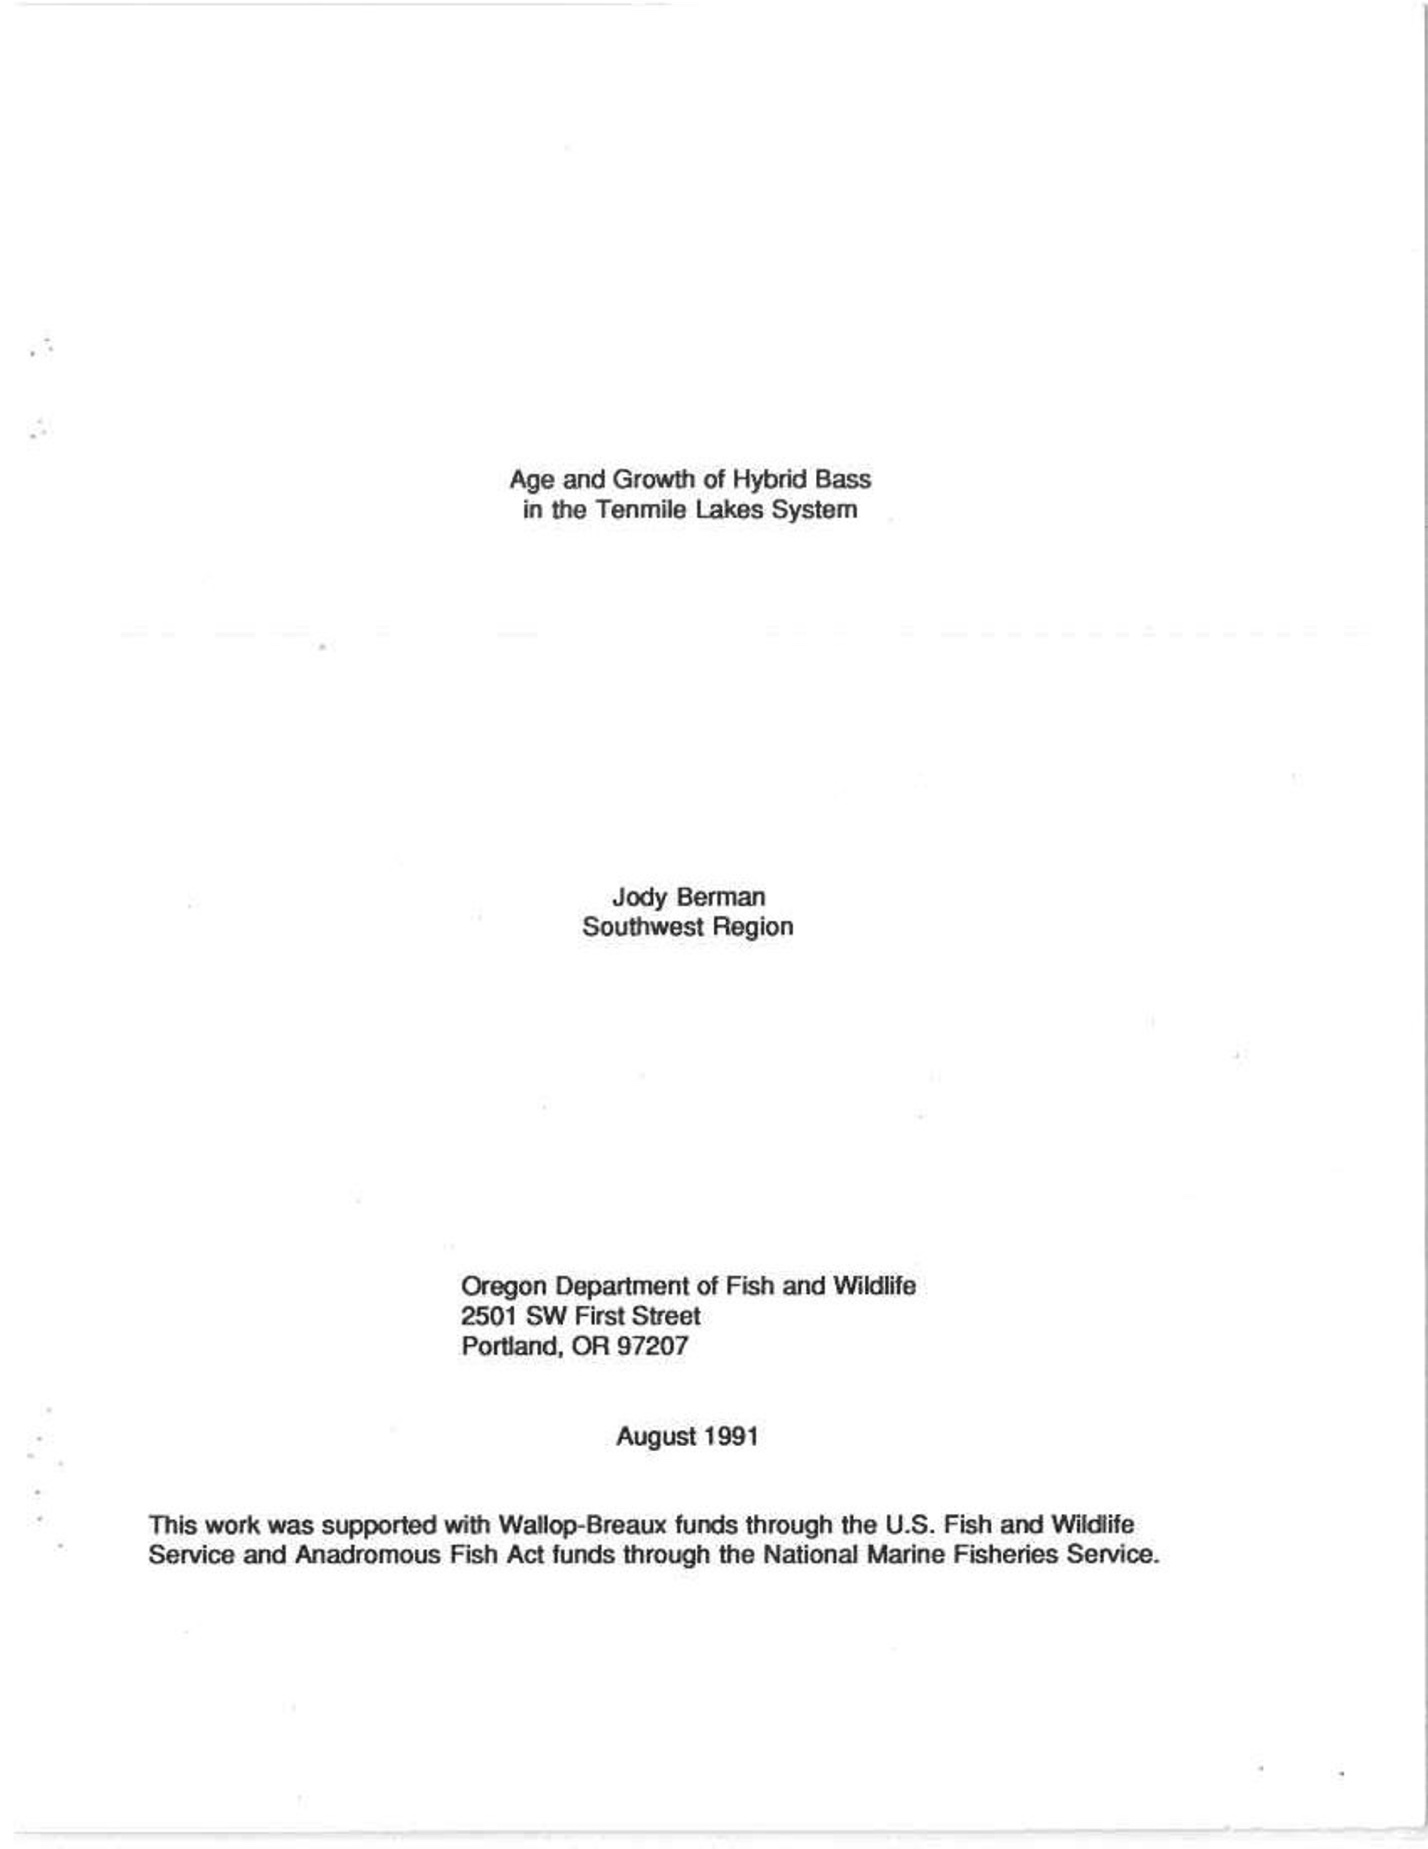 Age and Growth of Hybrid Bass
in the Tenmile Lakes System
Jody Berman
Southwest Region
Oregon Department of Fish and Wildlife
2501 SW First Street
Portland, OR 97207
August 1991
This work was supported with Wallop-Breaux funds through the U.S. Fish and Wildlife
Service and Anadromous Fish Act funds through the National Marine Fisheries Service.